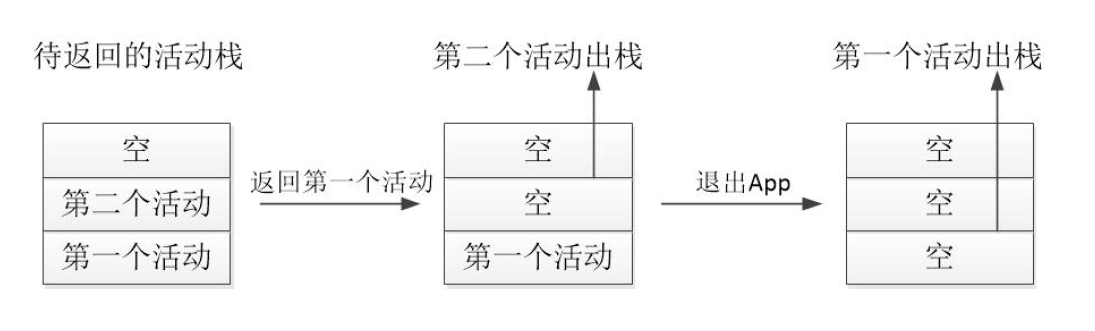 待返回的活动栈
第二个活动出栈
第一个活动出栈
空
第二个活动
第一个活动
返回第一个活动
空
空
第一个活动
退出App
空
空
空